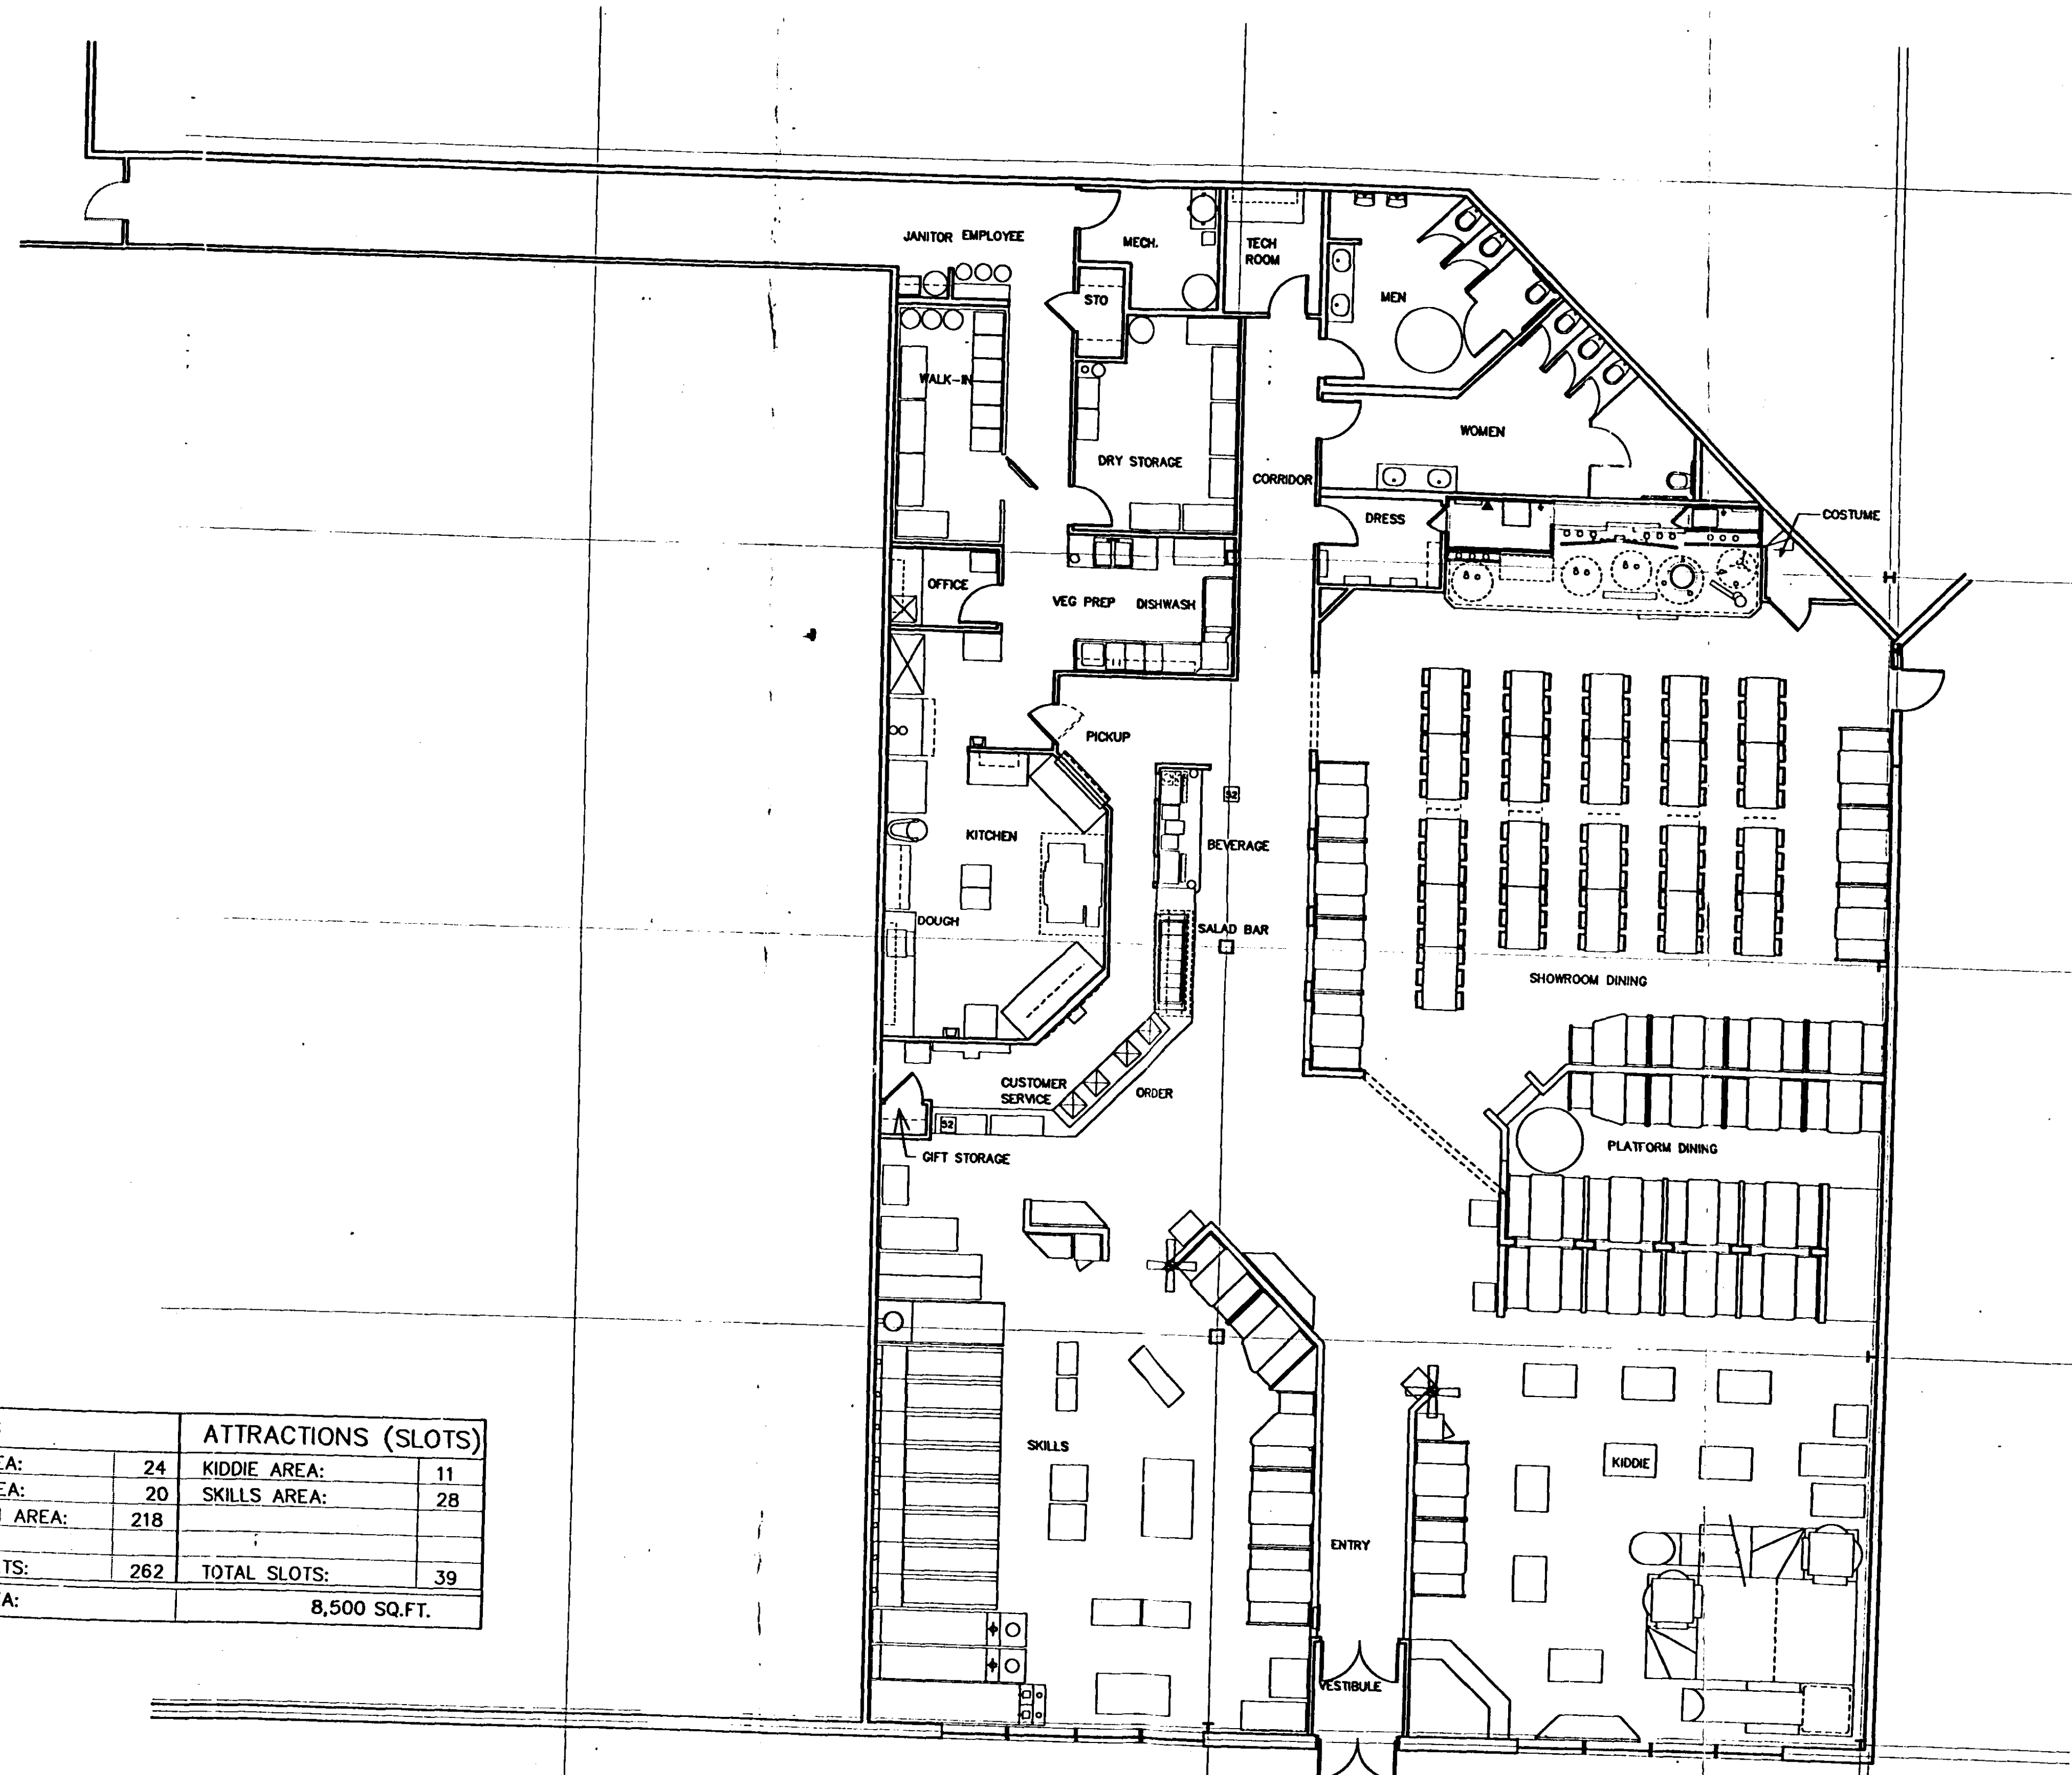 JANITOR EMPLOYEE
MECH.
TECH
ROOM
STO
MEN
WALK-IN
DRY STORAGE
WOMEN
CORRIDOR
DRESS
COSTUME
OFFICE
VEG PREP
DISHWASH
PICKUP
52
KITCHEN
BEVERAGE
DOUGH
SALAD BAR
SHOWROOM DINING
CUSTOMER
SERVICE
ORDER
52
PLATFORM DINING
GIFT STORAGE
SKILLS
KIDDIE
ENTRY
VESTIBULE
ATTRACTIONS (SLOTS)
EA: 24 KIDDIE AREA: 11
EA: 20 SKILLS AREA: 28
AREA: 218
TS: 262 TOTAL SLOTS: 39
A: 8,500 SQ.FT.